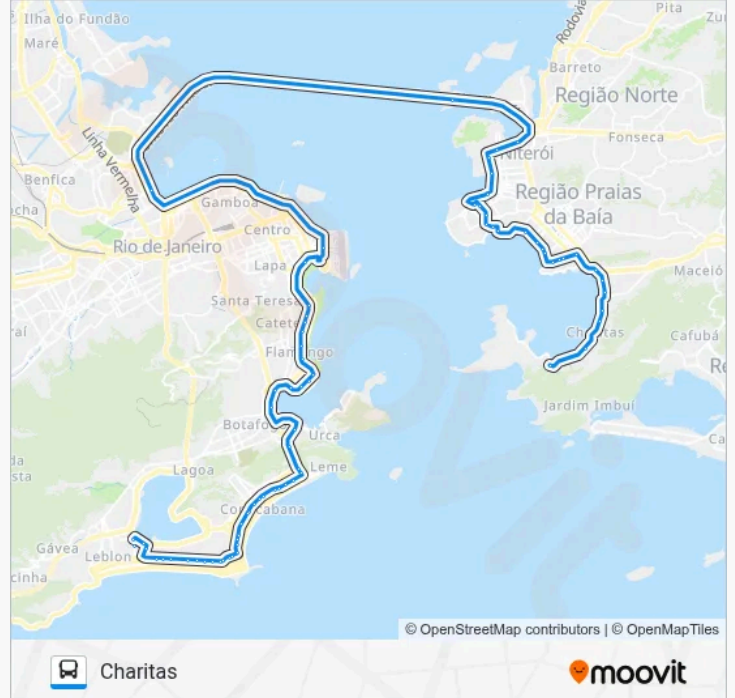 Ilha do Fundão
Maré
Rodovia
Pita
Barreto
Região Norte
Linha Vermelha
Fonseca
Niterói
Benfica
Região Praias
da Baía
Gamboa
Centro
Rio de Janeiro
Lapa
Maceió
Santa Teresa
Catete
Charitas
Cafubá
Flamengo
Jardim Imbuí
Botafogo
Urca
Leme
Lagoa
Copacabana
Gávea
Leblon
© OpenStreetMap contributors | © OpenMapTiles
Charitas
moovit